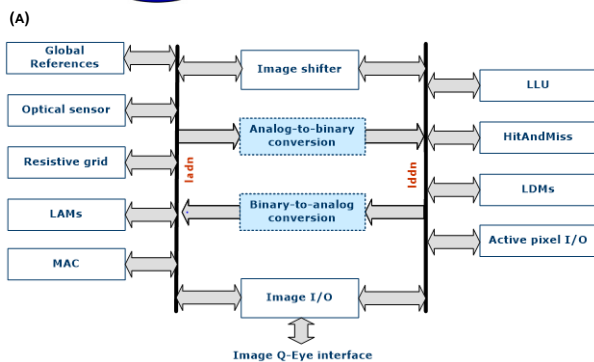 (A)
Global
References
Optical sensor
Resistive grid
LAMs
MAC
ladn
Image shifter
Analog-to-binary
conversion
Binary-to-analog
conversion
Image I/O
Image Q-Eye interface
lddn
LLU
HitAndMiss
LDMs
Active pixel I/O